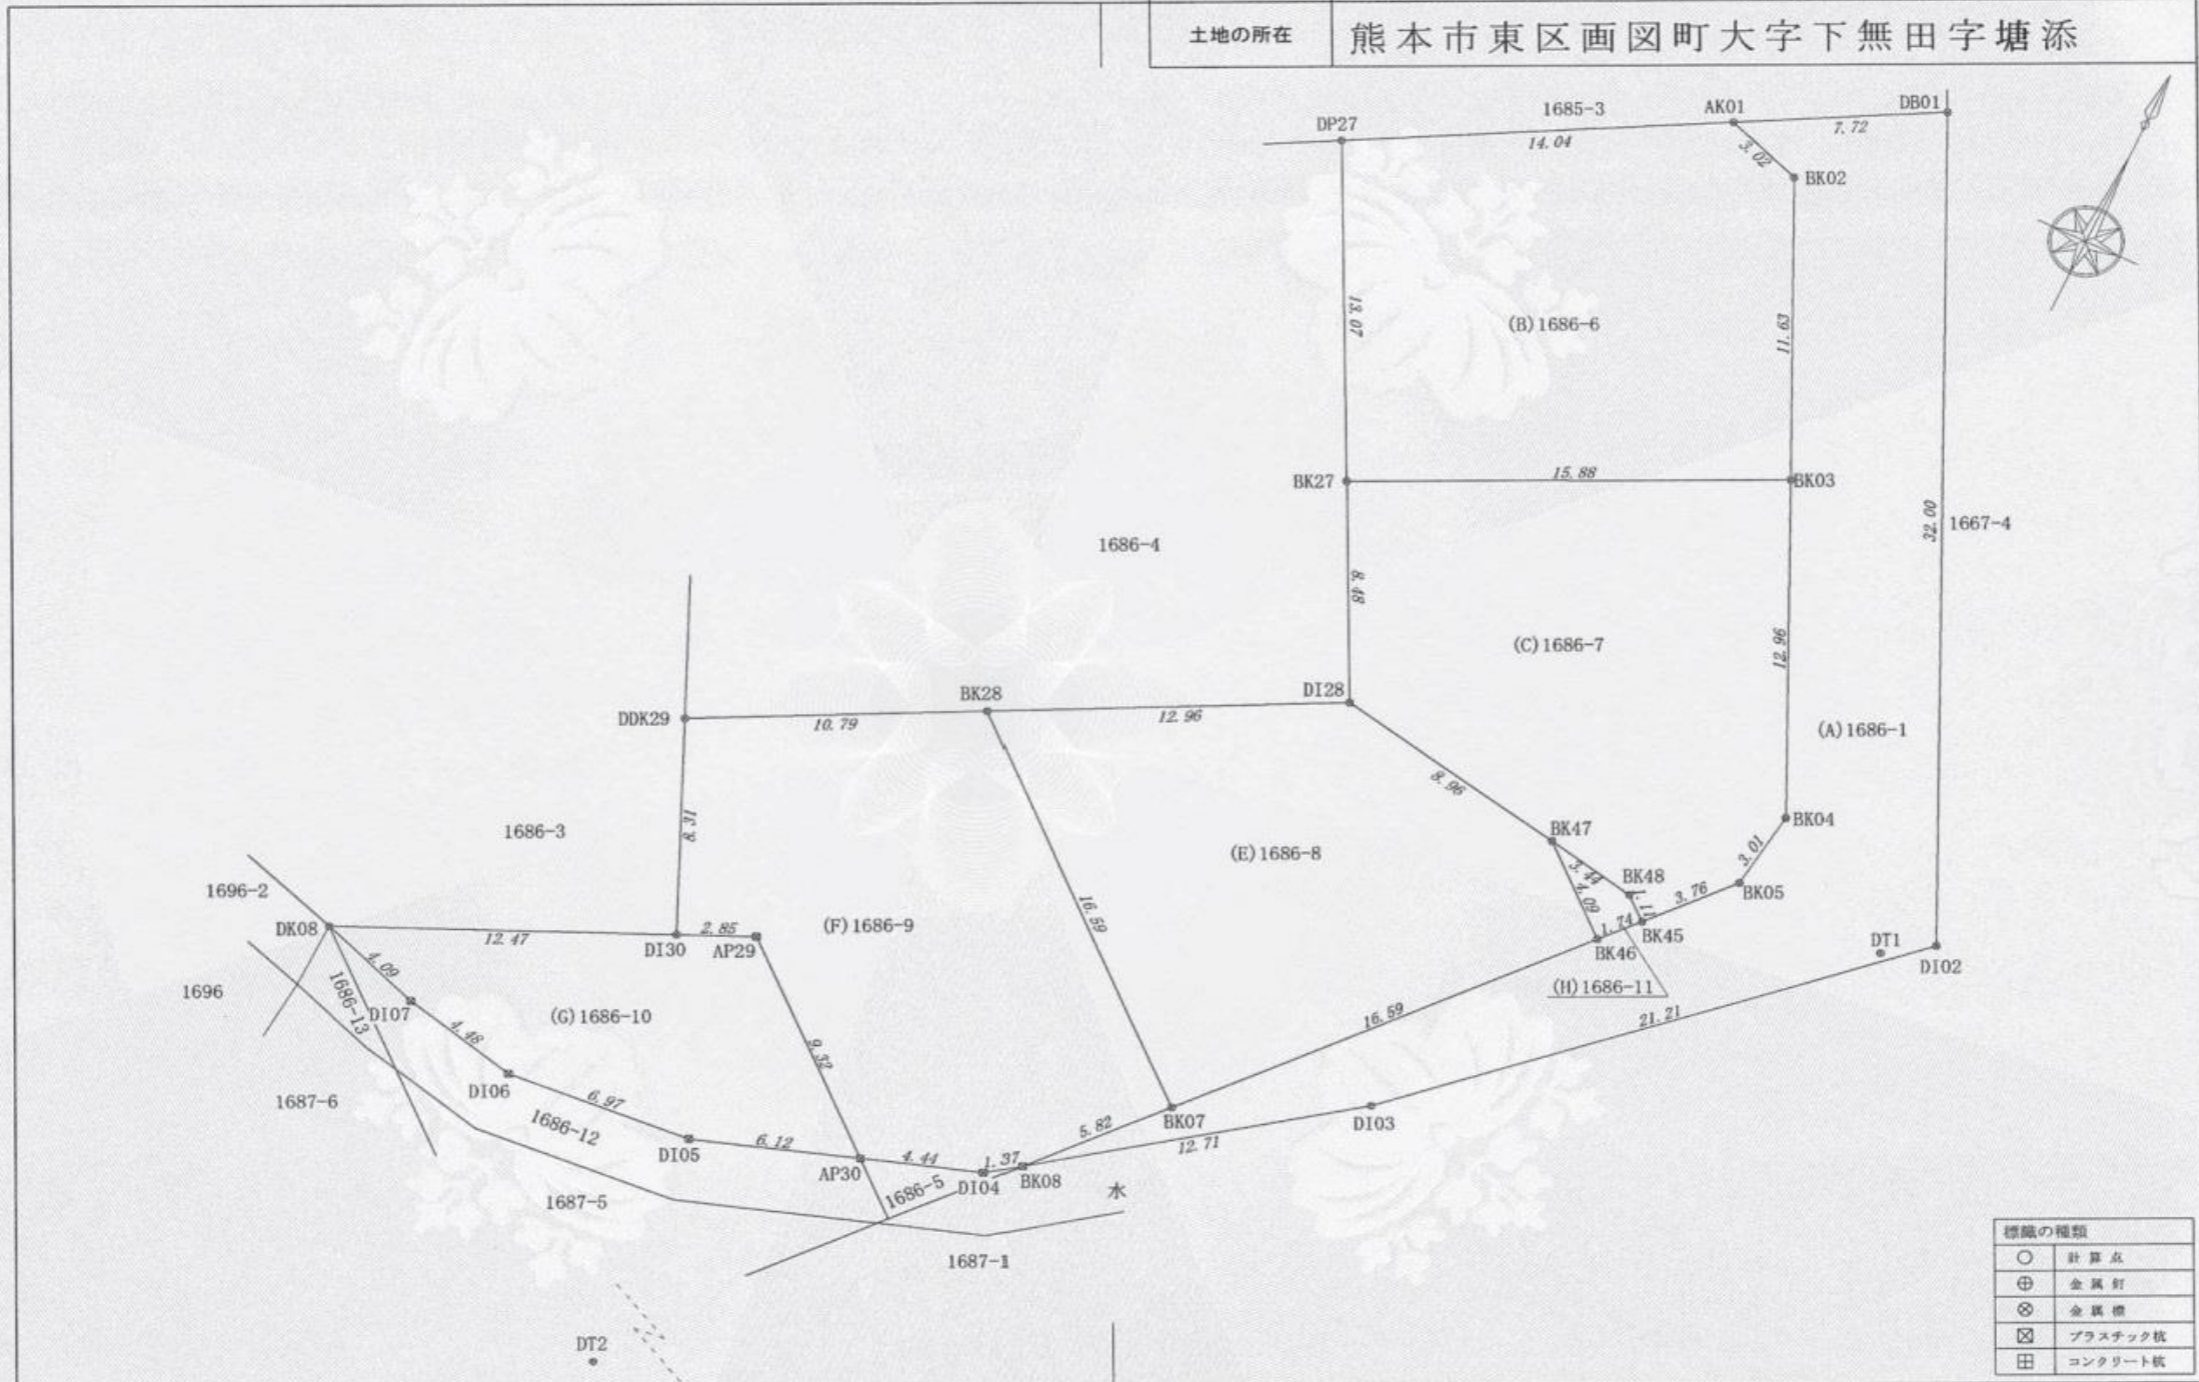 土地の所在 熊本市東区画図町大字下無田字塘添
DP27 1685-3 AK01 DB01
14.04 7.72
3.02
BK02
13.07 (B)1686-6 11.63
BK27 15.88 BK03
32.00 1667-4
1686-4
8.48
(C)1686-7 12.96
DI28
BK28
DDK29 10.79 12.96
(A)1686-1
8.96
8.31
1686-3
BK47 BK04
(E)1686-8
3.01
3.44 BK48
1696-2
4.09 1.11 3.76 BK05
16.59
DK08 12.47 2.85 (F)1686-9
1.74 BK45
DI30 AP29
BK46 DT1
DI02
4.09
1696 1686-13
(H)1686-11
DI07 (G)1686-10
16.59 21.21
4.48
9.32
DI06
6.97
1687-6
1686-12
BK07
5.82 DI03
6.12 12.71
DI05
4.44 1.37
AP30 DI04 BK08
1686-5 水
1687-5
1687-1
DT2
標識の種類
計算点
金属釘
金属標
プラスチック杭
コンクリート杭